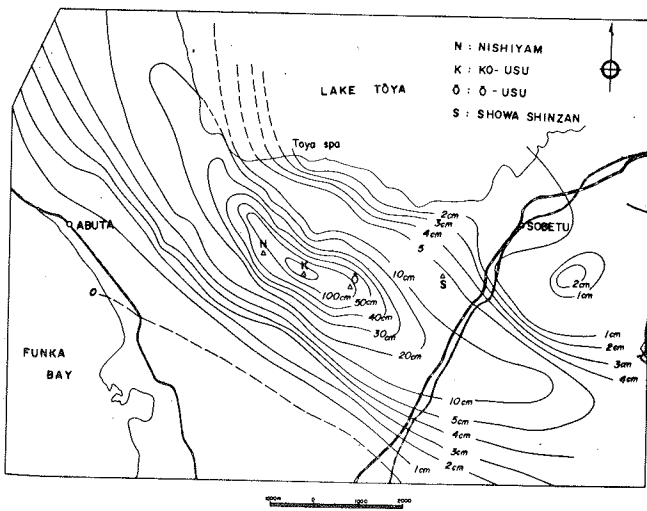 N : NISHIYAM
K : KO-USU
Ō : Ō-USU
S : SHOWA SHINZAN
LAKE TŌYA
Toya spa
ABUTA
SOBETU
FUNKA
BAY
N
K
Ō
S
0
2cm
3cm
4cm
5
10cm
100cm
50cm
40cm
30cm
20cm
2cm
1cm
1cm
2cm
3cm
4cm
10cm
5cm
4cm
3cm
2cm
1cm
1000m 0 1000 2000